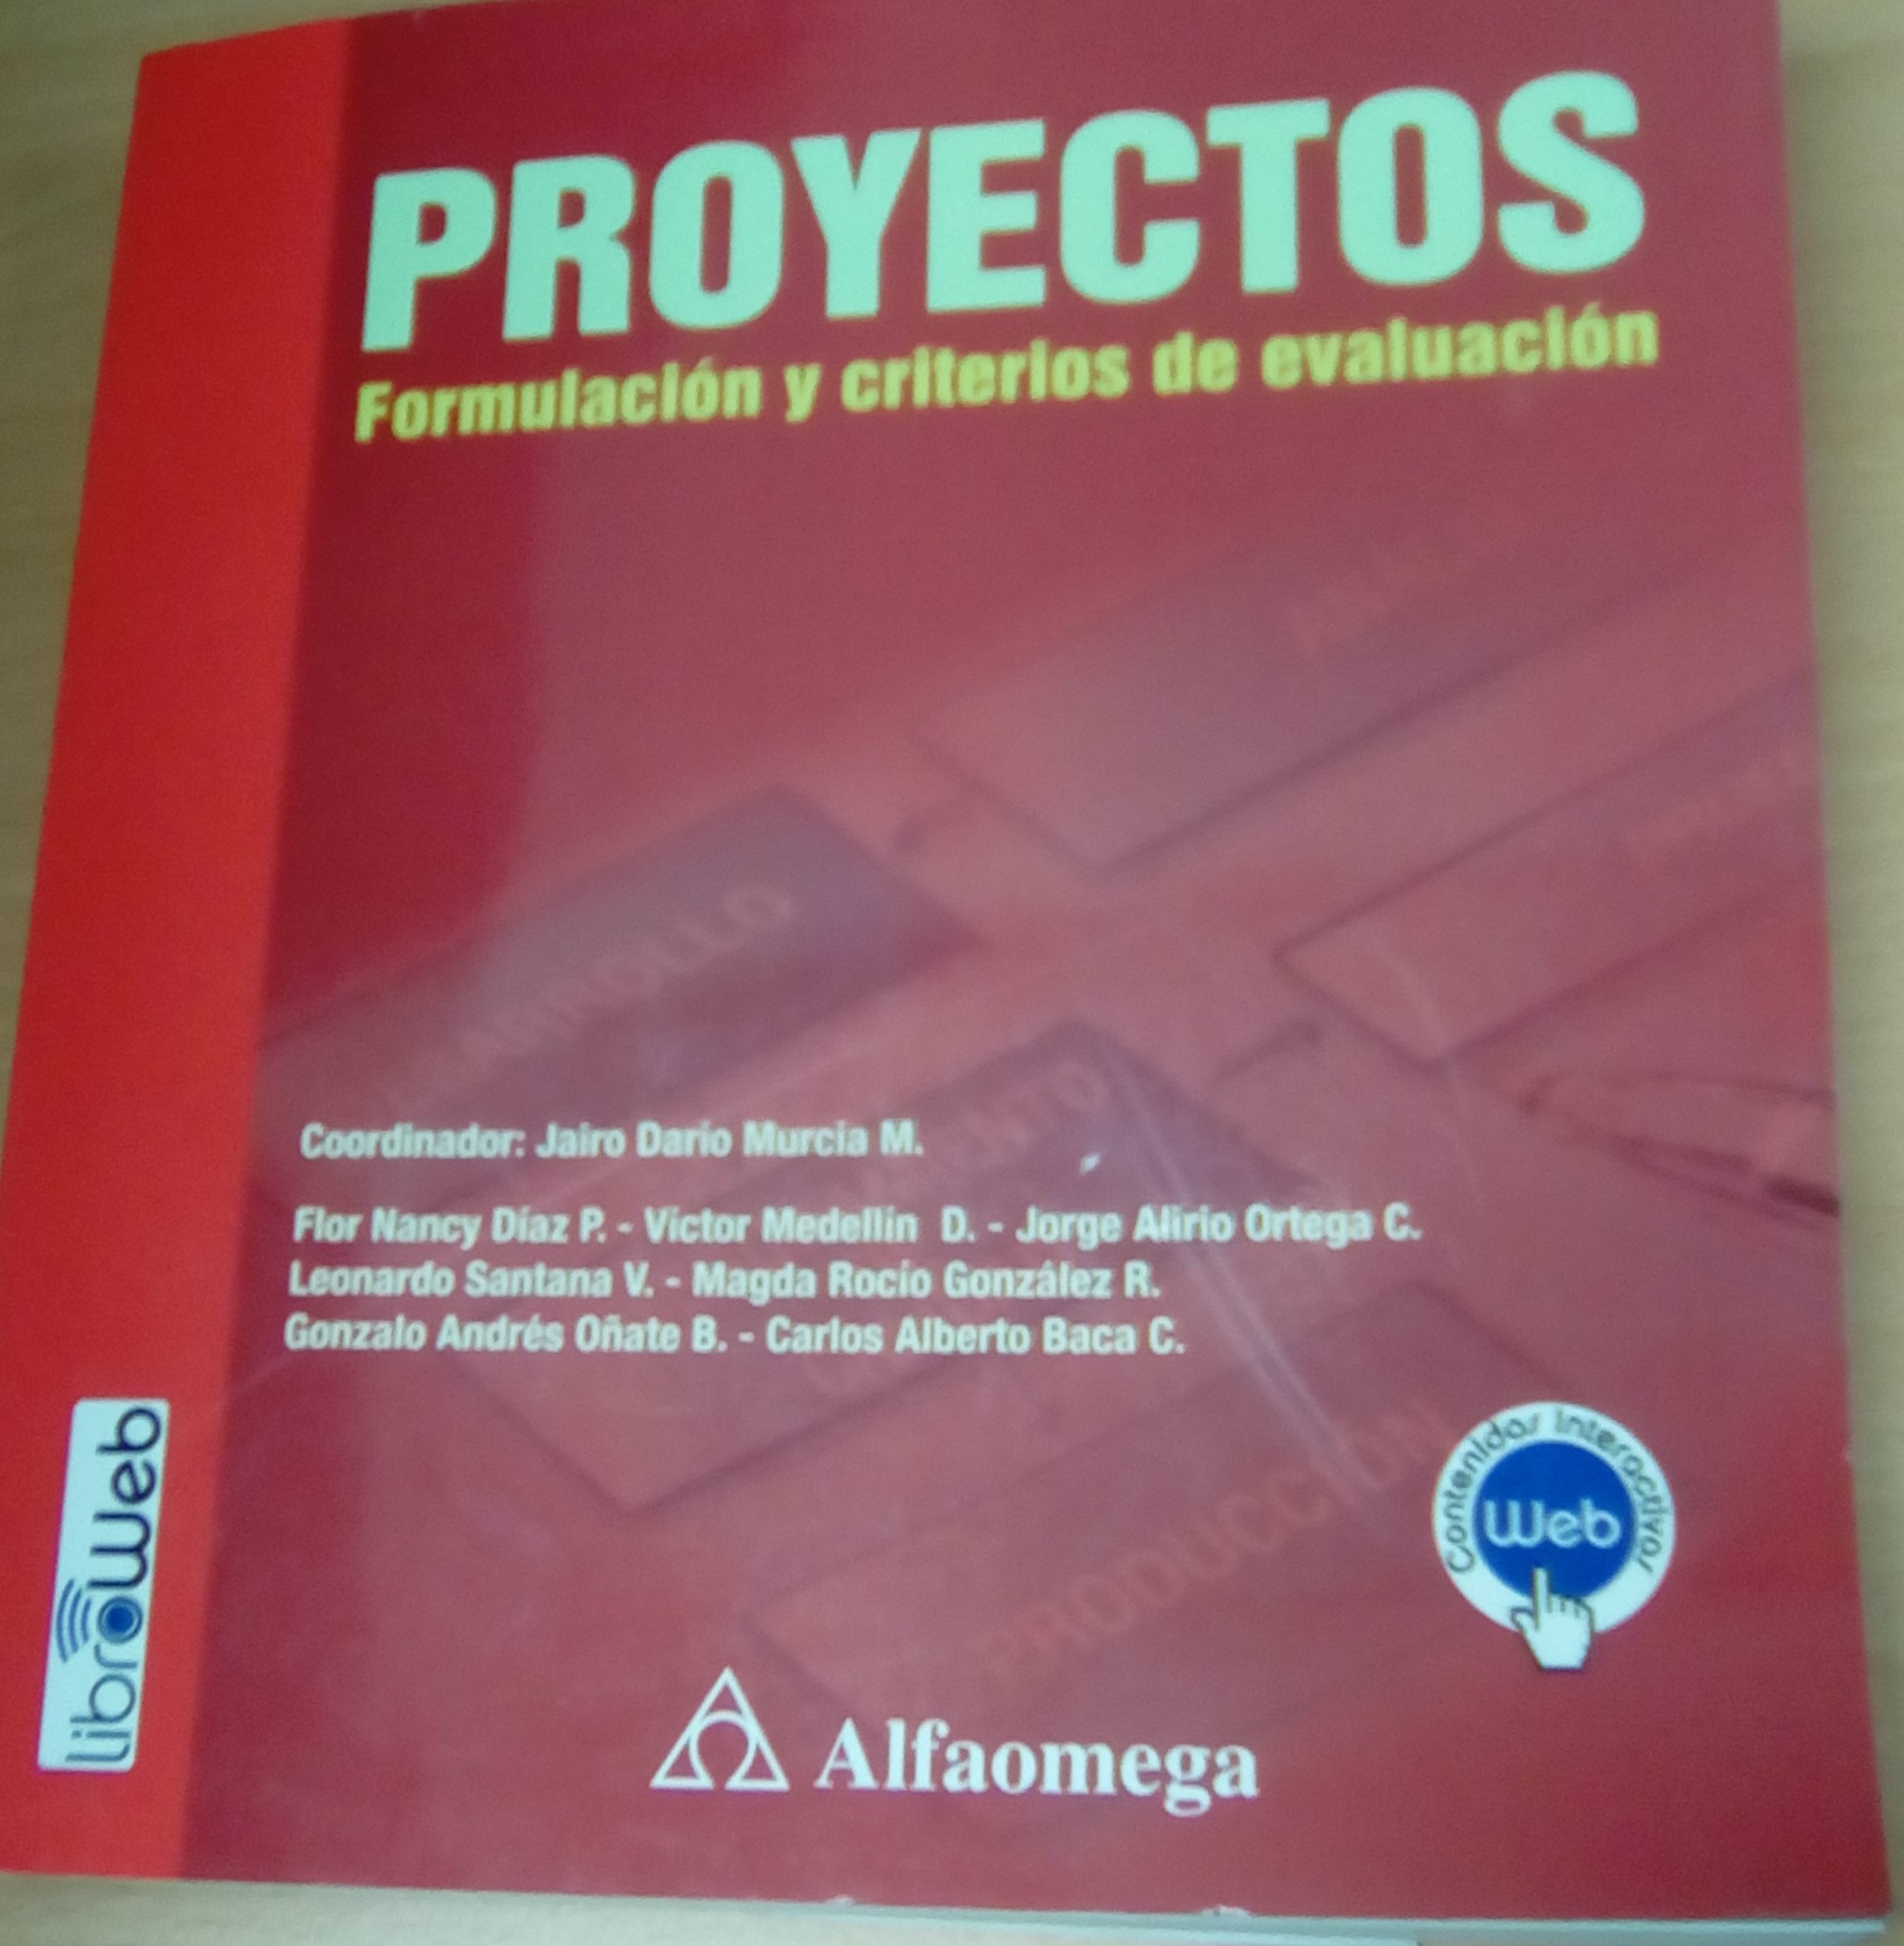 PROYECTOS
Formulación y criterios de evaluación
Coordinador: Jairo Darío Murcia M.
Flor Nancy Díaz P. - Víctor Medellín D. - Jorge Alirio Ortega C.
Leonardo Santana V. - Magda Rocío González R.
Gonzalo Andrés Oñate B. - Carlos Alberto Baca C.
PRODUCCIÓN
Contenidos Interactivos
Web
libroweb
Alfaomega